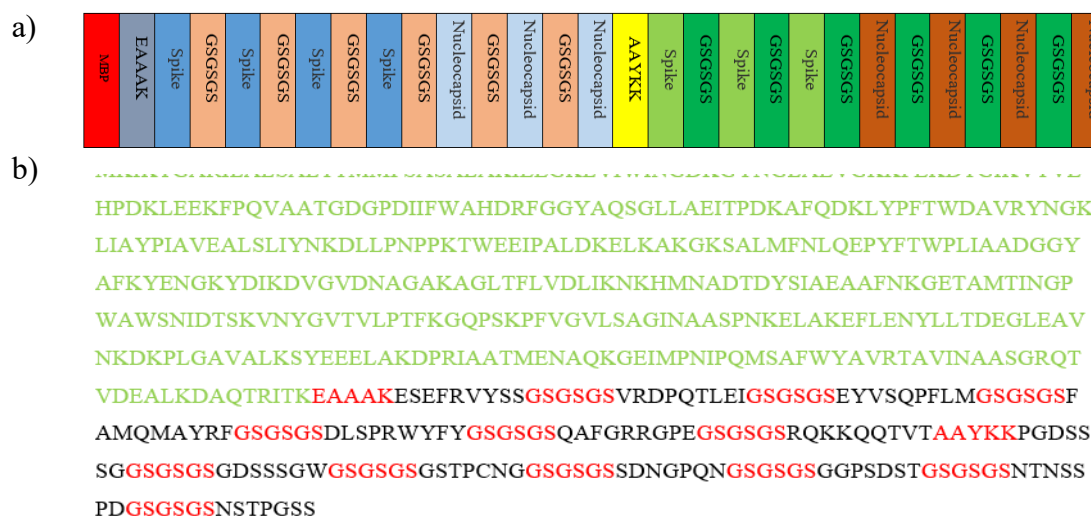 a)
MBP
EAAAK
Spike
GSGSGS
Spike
GSGSGS
Spike
GSGSGS
Spike
GSGSGS
Nucleocapsid
GSGSGS
Nucleocapsid
GSGSGS
Nucleocapsid
AAYKK
Spike
GSGSGS
Spike
GSGSGS
Spike
GSGSGS
Nucleocapsid
GSGSGS
Nucleocapsid
GSGSGS
Nucleocapsid
GSGSGS
b)
HPDKLEEKFPQVAATGDGPDIIFWAHDRFGGYAQSGLLAEITPDKAFQDKLYPFTWDAVRYNGK
LIAYPIAVEALSLIYNKDLLPNPPKTWEEIPALDKELKAKGKSALMFNLQEPYFTWPLIAADGGY
AFKYENGKYDIKDVGVDNAGAKAGLTFLVDLIKNKHMNADTDYSIAEAAFNKGETAMTINGP
WAWSNIDTSKVNYGVTVLPTFKGQPSKPFVGVLSAGINAASPNKELAKEFLENYLLTDEGLEAV
NKDKPLGAVALKSYEEELAKDPRIAATMENAQKGEIMPNIPQMSAFWYAVRTAVINAASGRQT
VDEALKDAQTRITKEAAAKESEFRVYSSGSGSGSVRDPQTLEIGSGSGSEYVSQPFLMGSGSGSF
AMQMAYRFGSGSGSDLSPRWYFYGSGSGSQAFGRRGPEGSGSGSRQKKQQTVTAAYKKPGDSS
SGGSGSGSGDSSSGWGSGSGSGSTPCNGGSGSGSSDNGPQNGSGSGSGGPSDSTGSGSGSNTNSS
PDGSGSGSNSTPGSS